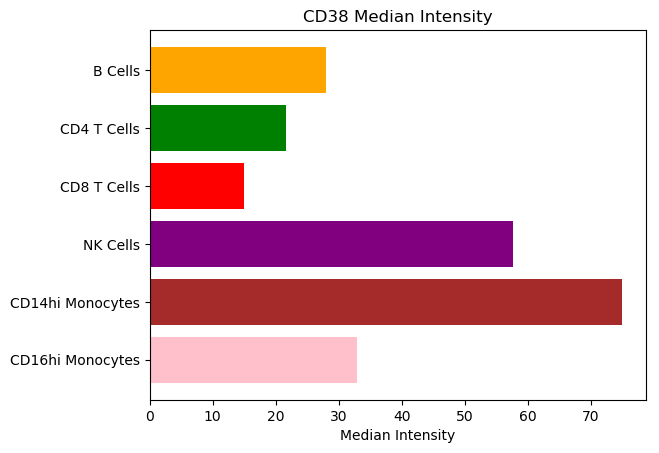 CD38 Median Intensity
B Cells
CD4 T Cells
CD8 T Cells
NK Cells
CD14hi Monocytes
CD16hi Monocytes
0 10 20 30 40 50 60 70
Median Intensity